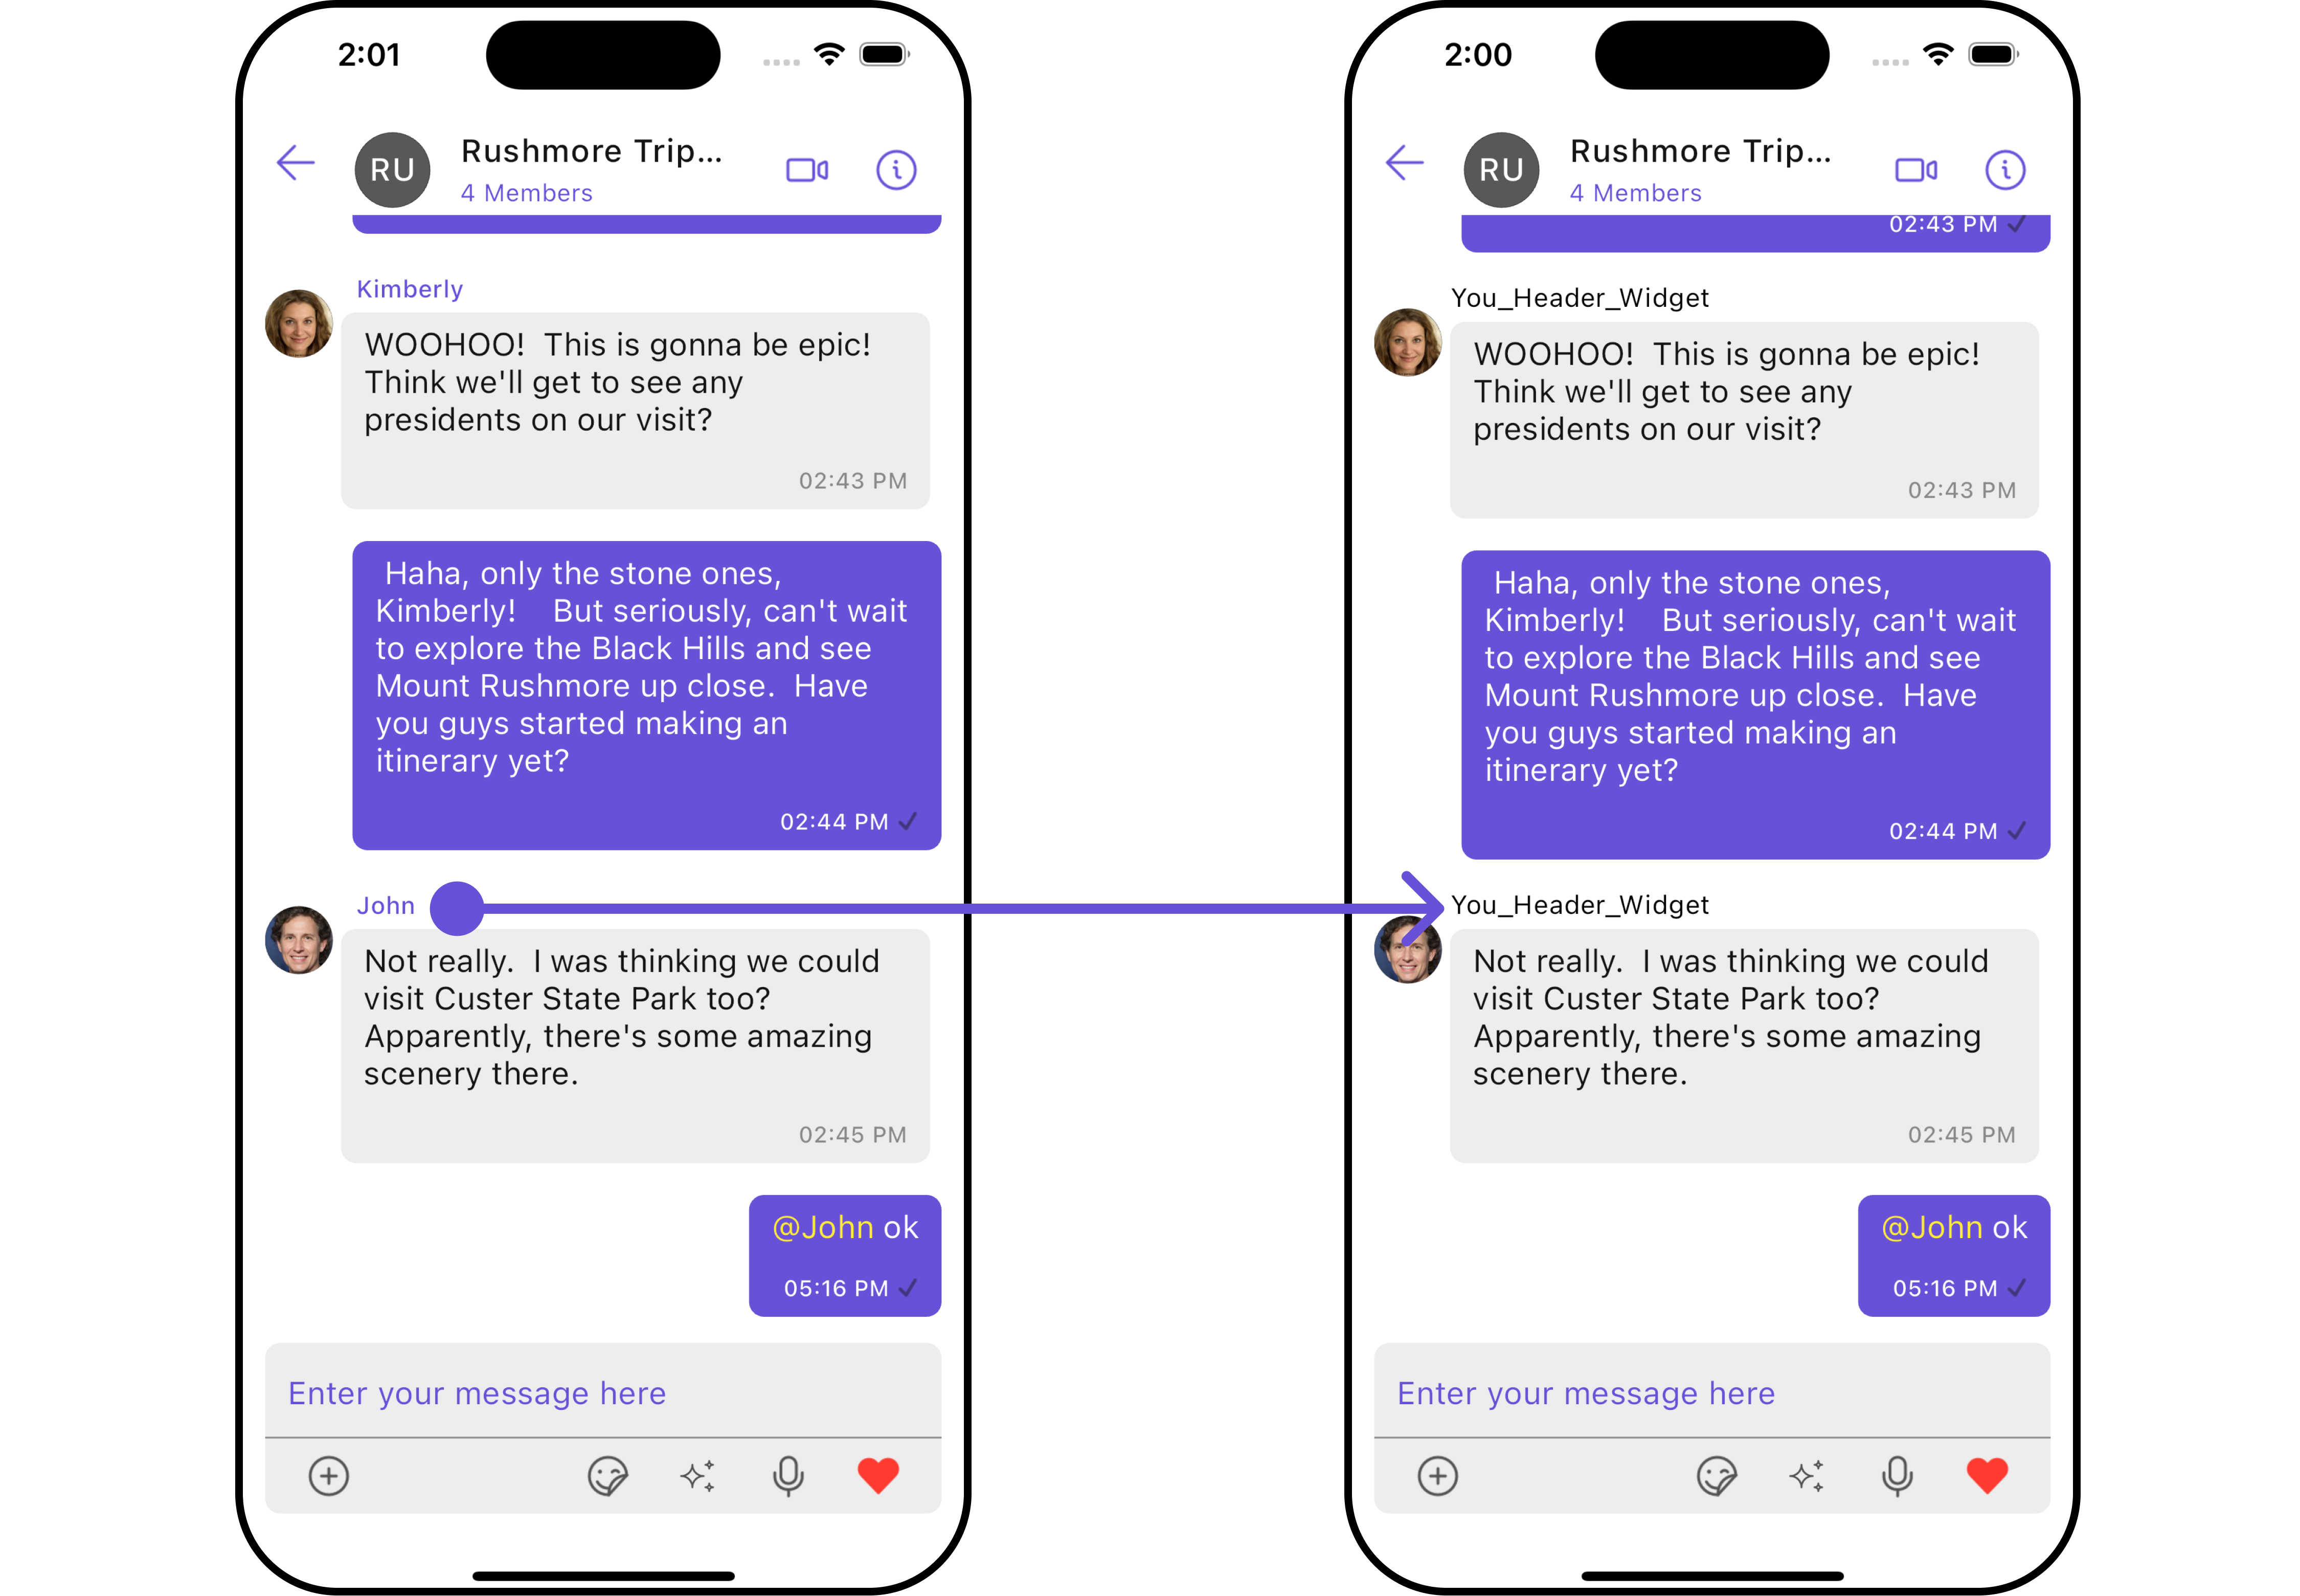 2:01
RU
Rushmore Trip...
4 Members
Kimberly
WOOHOO!  This is gonna be epic!
Think we'll get to see any
presidents on our visit?
02:43 PM
Haha, only the stone ones,
Kimberly!    But seriously, can't wait
to explore the Black Hills and see
Mount Rushmore up close.  Have
you guys started making an
itinerary yet?
02:44 PM
John
Not really.  I was thinking we could
visit Custer State Park too?
Apparently, there's some amazing
scenery there.
02:45 PM
@John ok
05:16 PM
Enter your message here
2:00
RU
Rushmore Trip...
4 Members
02:43 PM
You_Header_Widget
WOOHOO!  This is gonna be epic!
Think we'll get to see any
presidents on our visit?
02:43 PM
Haha, only the stone ones,
Kimberly!    But seriously, can't wait
to explore the Black Hills and see
Mount Rushmore up close.  Have
you guys started making an
itinerary yet?
02:44 PM
You_Header_Widget
Not really.  I was thinking we could
visit Custer State Park too?
Apparently, there's some amazing
scenery there.
02:45 PM
@John ok
05:16 PM
Enter your message here